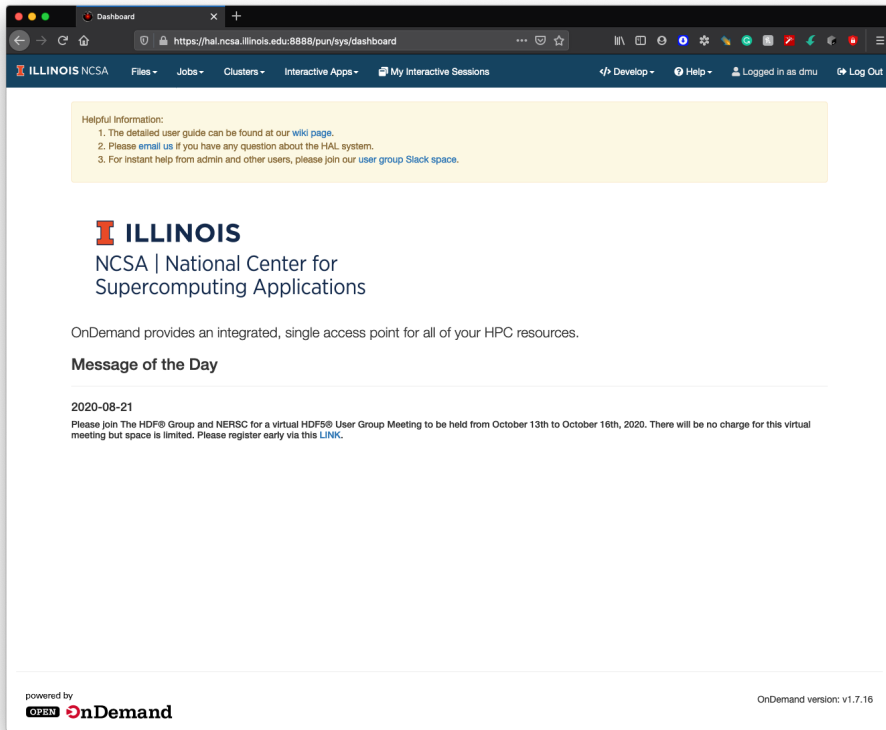 Dashboard
https://hal.ncsa.illinois.edu:8888/pun/sys/dashboard
ILLINOIS NCSA Files Jobs Clusters Interactive Apps My Interactive Sessions </> Develop Help Logged in as dmu Log Out
Helpful Information:
1. The detailed user guide can be found at our wiki page.
2. Please email us if you have any question about the HAL system.
3. For instant help from admin and other users, please join our user group Slack space.
I ILLINOIS
NCSA | National Center for
Supercomputing Applications
OnDemand provides an integrated, single access point for all of your HPC resources.
Message of the Day
2020-08-21
Please join The HDF® Group and NERSC for a virtual HDF5® User Group Meeting to be held from October 13th to October 16th, 2020. There will be no charge for this virtual
meeting but space is limited. Please register early via this LINK.
powered by
OPEN OnDemand
OnDemand version: v1.7.16